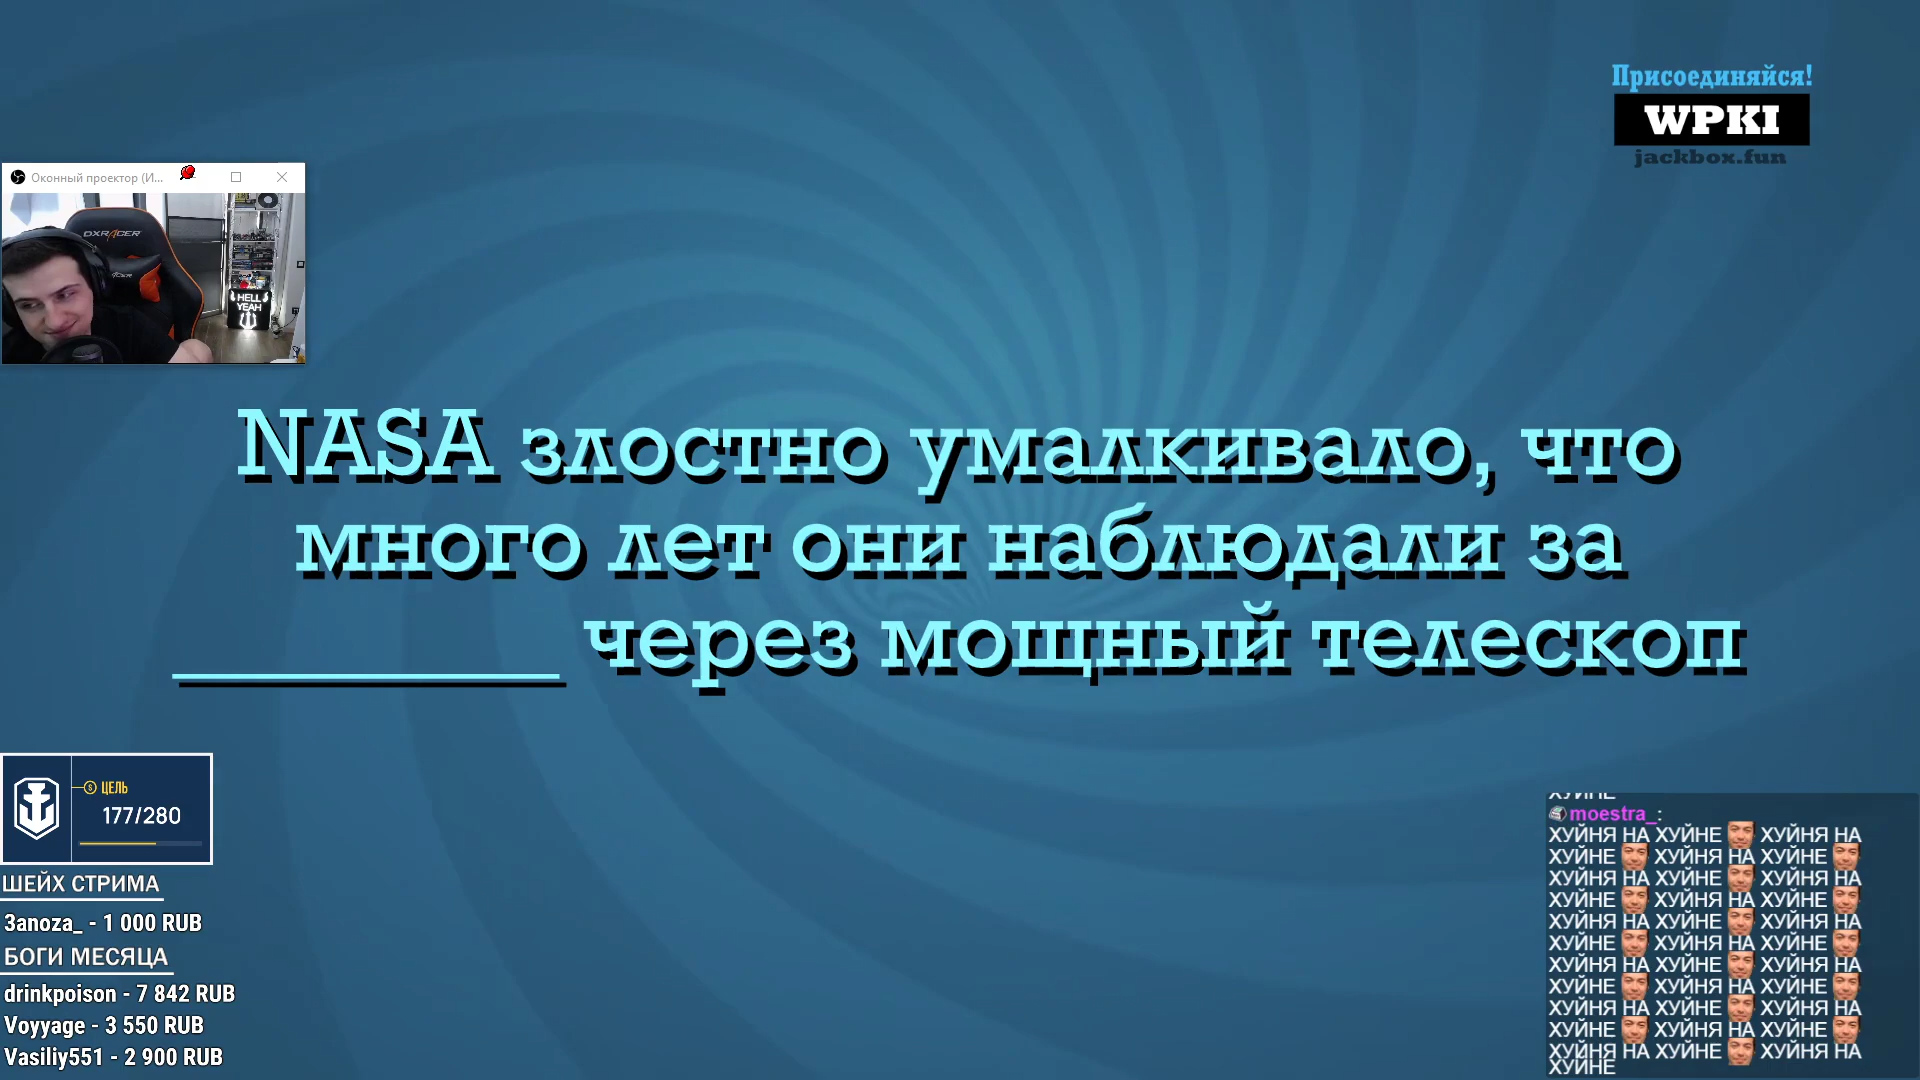 Присоединяйся!
WPKI
jackbox.fun
Оконный проектор (И...
DXRACER
HELL
YEAH
NASA злостно умалкивало, что
много лет они наблюдали за
__________ через мощный телескоп
ЦЕЛЬ
177/280
ШЕЙХ СТРИМА
3anoza_ - 1 000 RUB
БОГИ МЕСЯЦА
drinkpoison - 7 842 RUB
Voyyage - 3 550 RUB
Vasiliy551 - 2 900 RUB
ХУЙНЕ
moestra_:
ХУЙНЯ НА ХУЙНЕ ХУЙНЯ НА
ХУЙНЕ ХУЙНЯ НА ХУЙНЕ
ХУЙНЯ НА ХУЙНЕ ХУЙНЯ НА
ХУЙНЕ ХУЙНЯ НА ХУЙНЕ
ХУЙНЯ НА ХУЙНЕ ХУЙНЯ НА
ХУЙНЕ ХУЙНЯ НА ХУЙНЕ
ХУЙНЯ НА ХУЙНЕ ХУЙНЯ НА
ХУЙНЕ ХУЙНЯ НА ХУЙНЕ
ХУЙНЯ НА ХУЙНЕ ХУЙНЯ НА
ХУЙНЕ ХУЙНЯ НА ХУЙНЕ
ХУЙНЯ НА ХУЙНЕ ХУЙНЯ НА
ХУЙНЕ